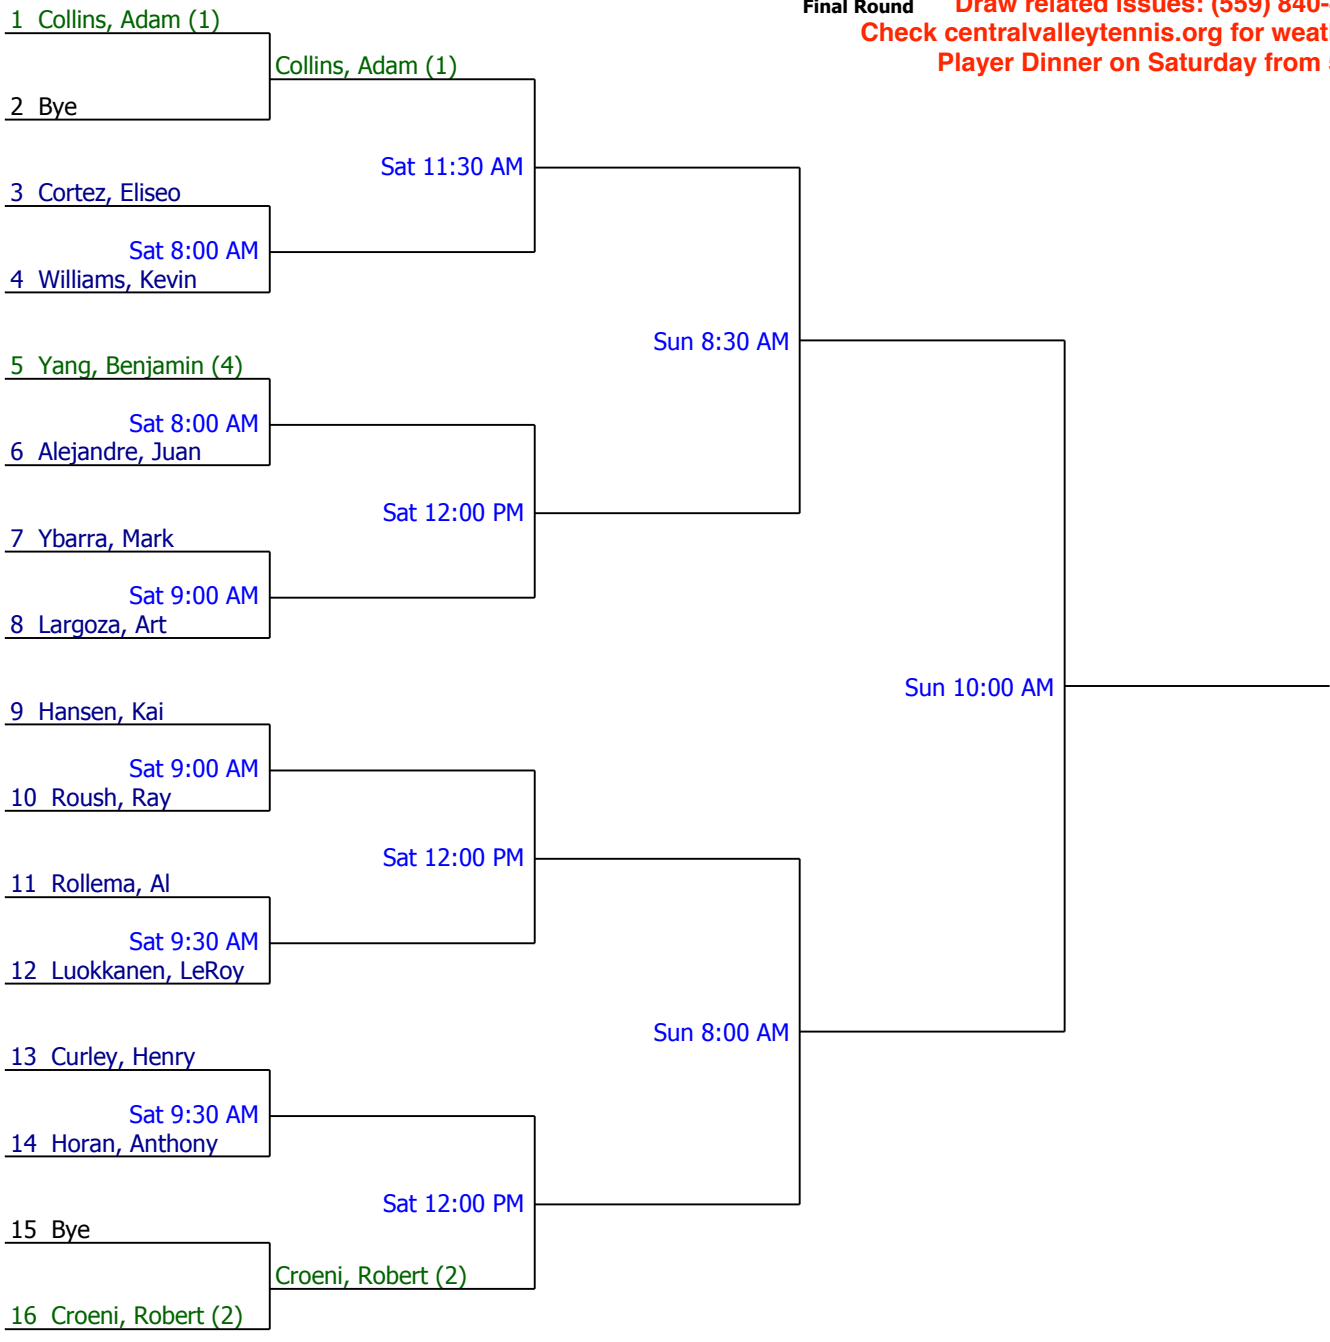 Final Round
Draw related issues: (559) 840-
Check centralvalleytennis.org for weat
Player Dinner on Saturday from
1 Collins, Adam (1)
Collins, Adam (1)
2 Bye
Sat 11:30 AM
3 Cortez, Eliseo
Sat 8:00 AM
4 Williams, Kevin
Sun 8:30 AM
5 Yang, Benjamin (4)
Sat 8:00 AM
6 Alejandre, Juan
Sat 12:00 PM
7 Ybarra, Mark
Sat 9:00 AM
8 Largoza, Art
Sun 10:00 AM
9 Hansen, Kai
Sat 9:00 AM
10 Roush, Ray
Sat 12:00 PM
11 Rollema, Al
Sat 9:30 AM
12 Luokkanen, LeRoy
Sun 8:00 AM
13 Curley, Henry
Sat 9:30 AM
14 Horan, Anthony
Sat 12:00 PM
15 Bye
Croeni, Robert (2)
16 Croeni, Robert (2)